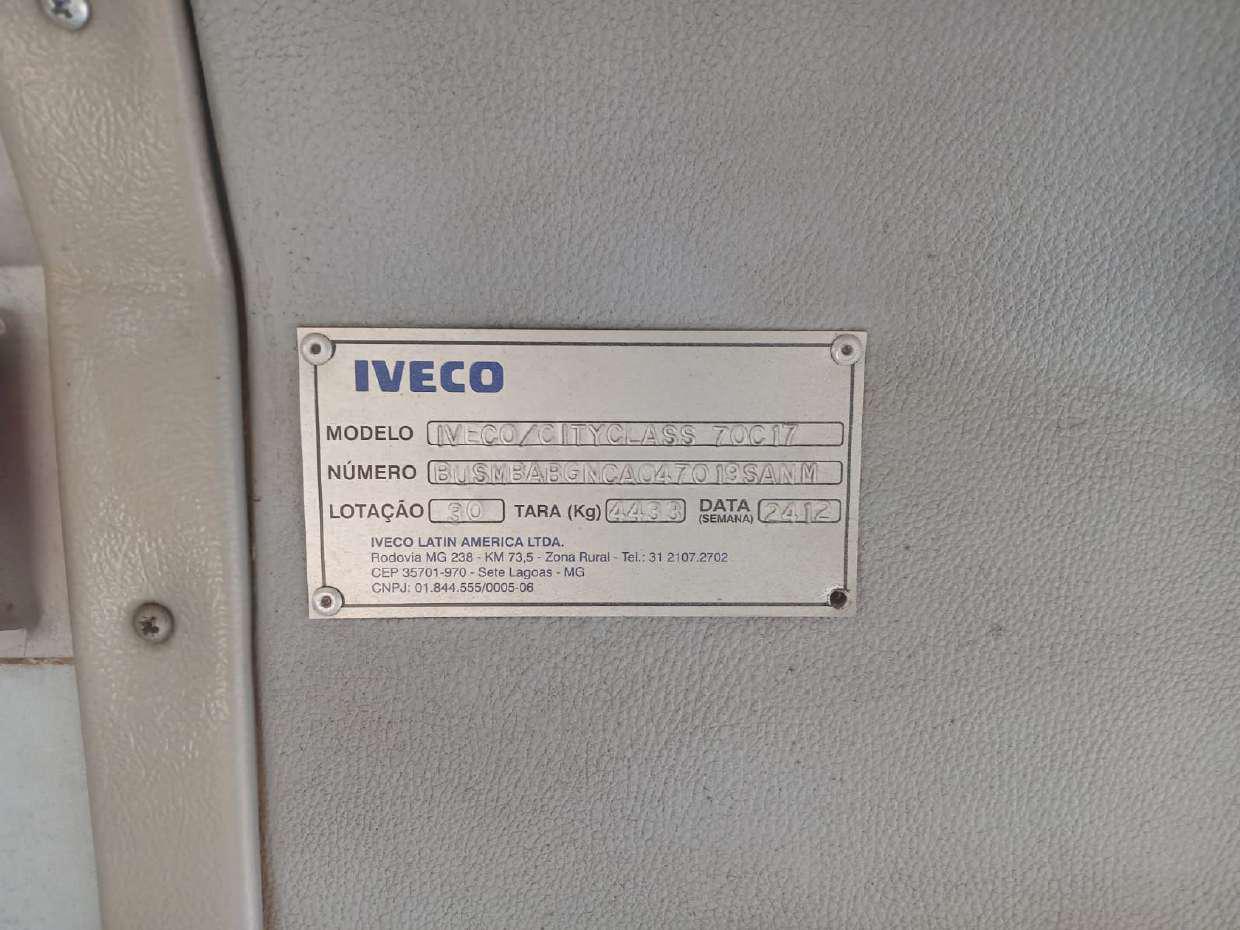 IVECO
MODELO IVECO/CITYCLASS 70C17
NÚMERO BUSMBABGNCA047019SANM
LOTAÇÃO 30 TARA (Kg) 4433 DATA (SEMANA) 2412
IVECO LATIN AMERICA LTDA.
Rodovia MG 238 - KM 73,5 - Zona Rural - Tel.: 31 2107.2702
CEP 35701-970 - Sete Lagoas - MG
CNPJ: 01.844.555/0005-06